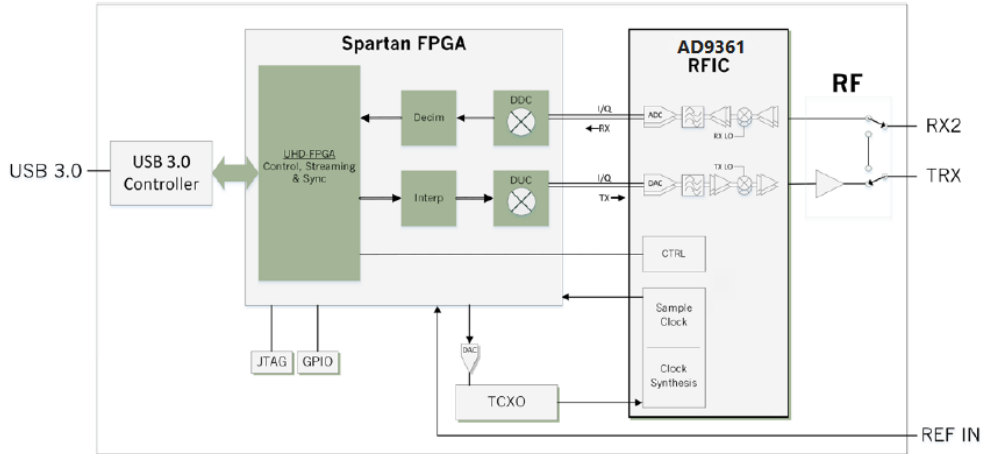 Spartan FPGA
AD9361
RFIC
RF
USB 3.0
USB 3.0
Controller
UHD FPGA
Control, Streaming
& Sync
Decim
DDC
I/Q
RX
ADC
RX LO
RX2
Interp
DUC
I/Q
TX
DAC
TX LO
TRX
CTRL
Sample
Clock
Clock
Synthesis
JTAG
GPIO
DAC
TCXO
REF IN